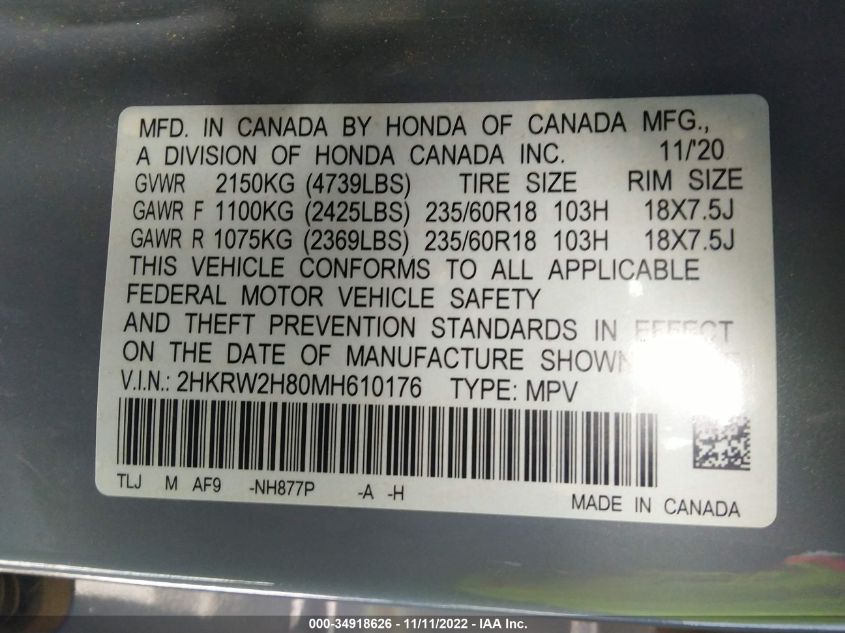 MFD. IN CANADA BY HONDA OF CANADA MFG.,
A DIVISION OF HONDA CANADA INC. 11/'20
GVWR 2150KG (4739LBS) TIRE SIZE RIM SIZE
GAWR F 1100KG (2425LBS) 235/60R18 103H 18X7.5J
GAWR R 1075KG (2369LBS) 235/60R18 103H 18X7.5J
THIS VEHICLE CONFORMS TO ALL APPLICABLE
FEDERAL MOTOR VEHICLE SAFETY
AND THEFT PREVENTION STANDARDS IN EFFECT
ON THE DATE OF MANUFACTURE SHOWN
V.I.N.: 2HKRW2H80MH610176 TYPE: MPV
TLJ M AF9 -NH877P -A -H
MADE IN CANADA
000-34918626 - 11/11/2022 - IAA Inc.